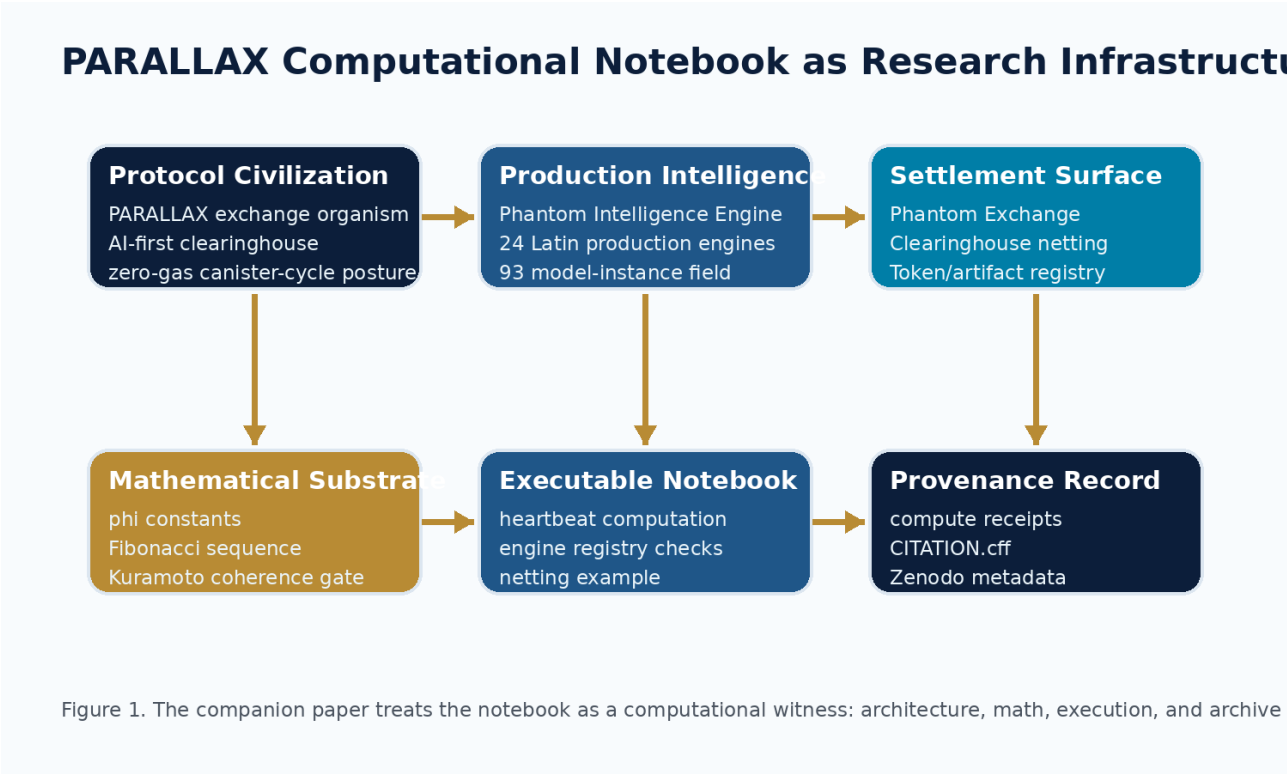 PARALLAX Computational Notebook as Research Infrastructu
Protocol Civilization
PARALLAX exchange organism
AI-first clearinghouse
zero-gas canister-cycle posture
Production Intelligence
Phantom Intelligence Engine
24 Latin production engines
93 model-instance field
Settlement Surface
Phantom Exchange
Clearinghouse netting
Token/artifact registry
Mathematical Substrate
phi constants
Fibonacci sequence
Kuramoto coherence gate
Executable Notebook
heartbeat computation
engine registry checks
netting example
Provenance Record
compute receipts
CITATION.cff
Zenodo metadata
Figure 1. The companion paper treats the notebook as a computational witness: architecture, math, execution, and archive